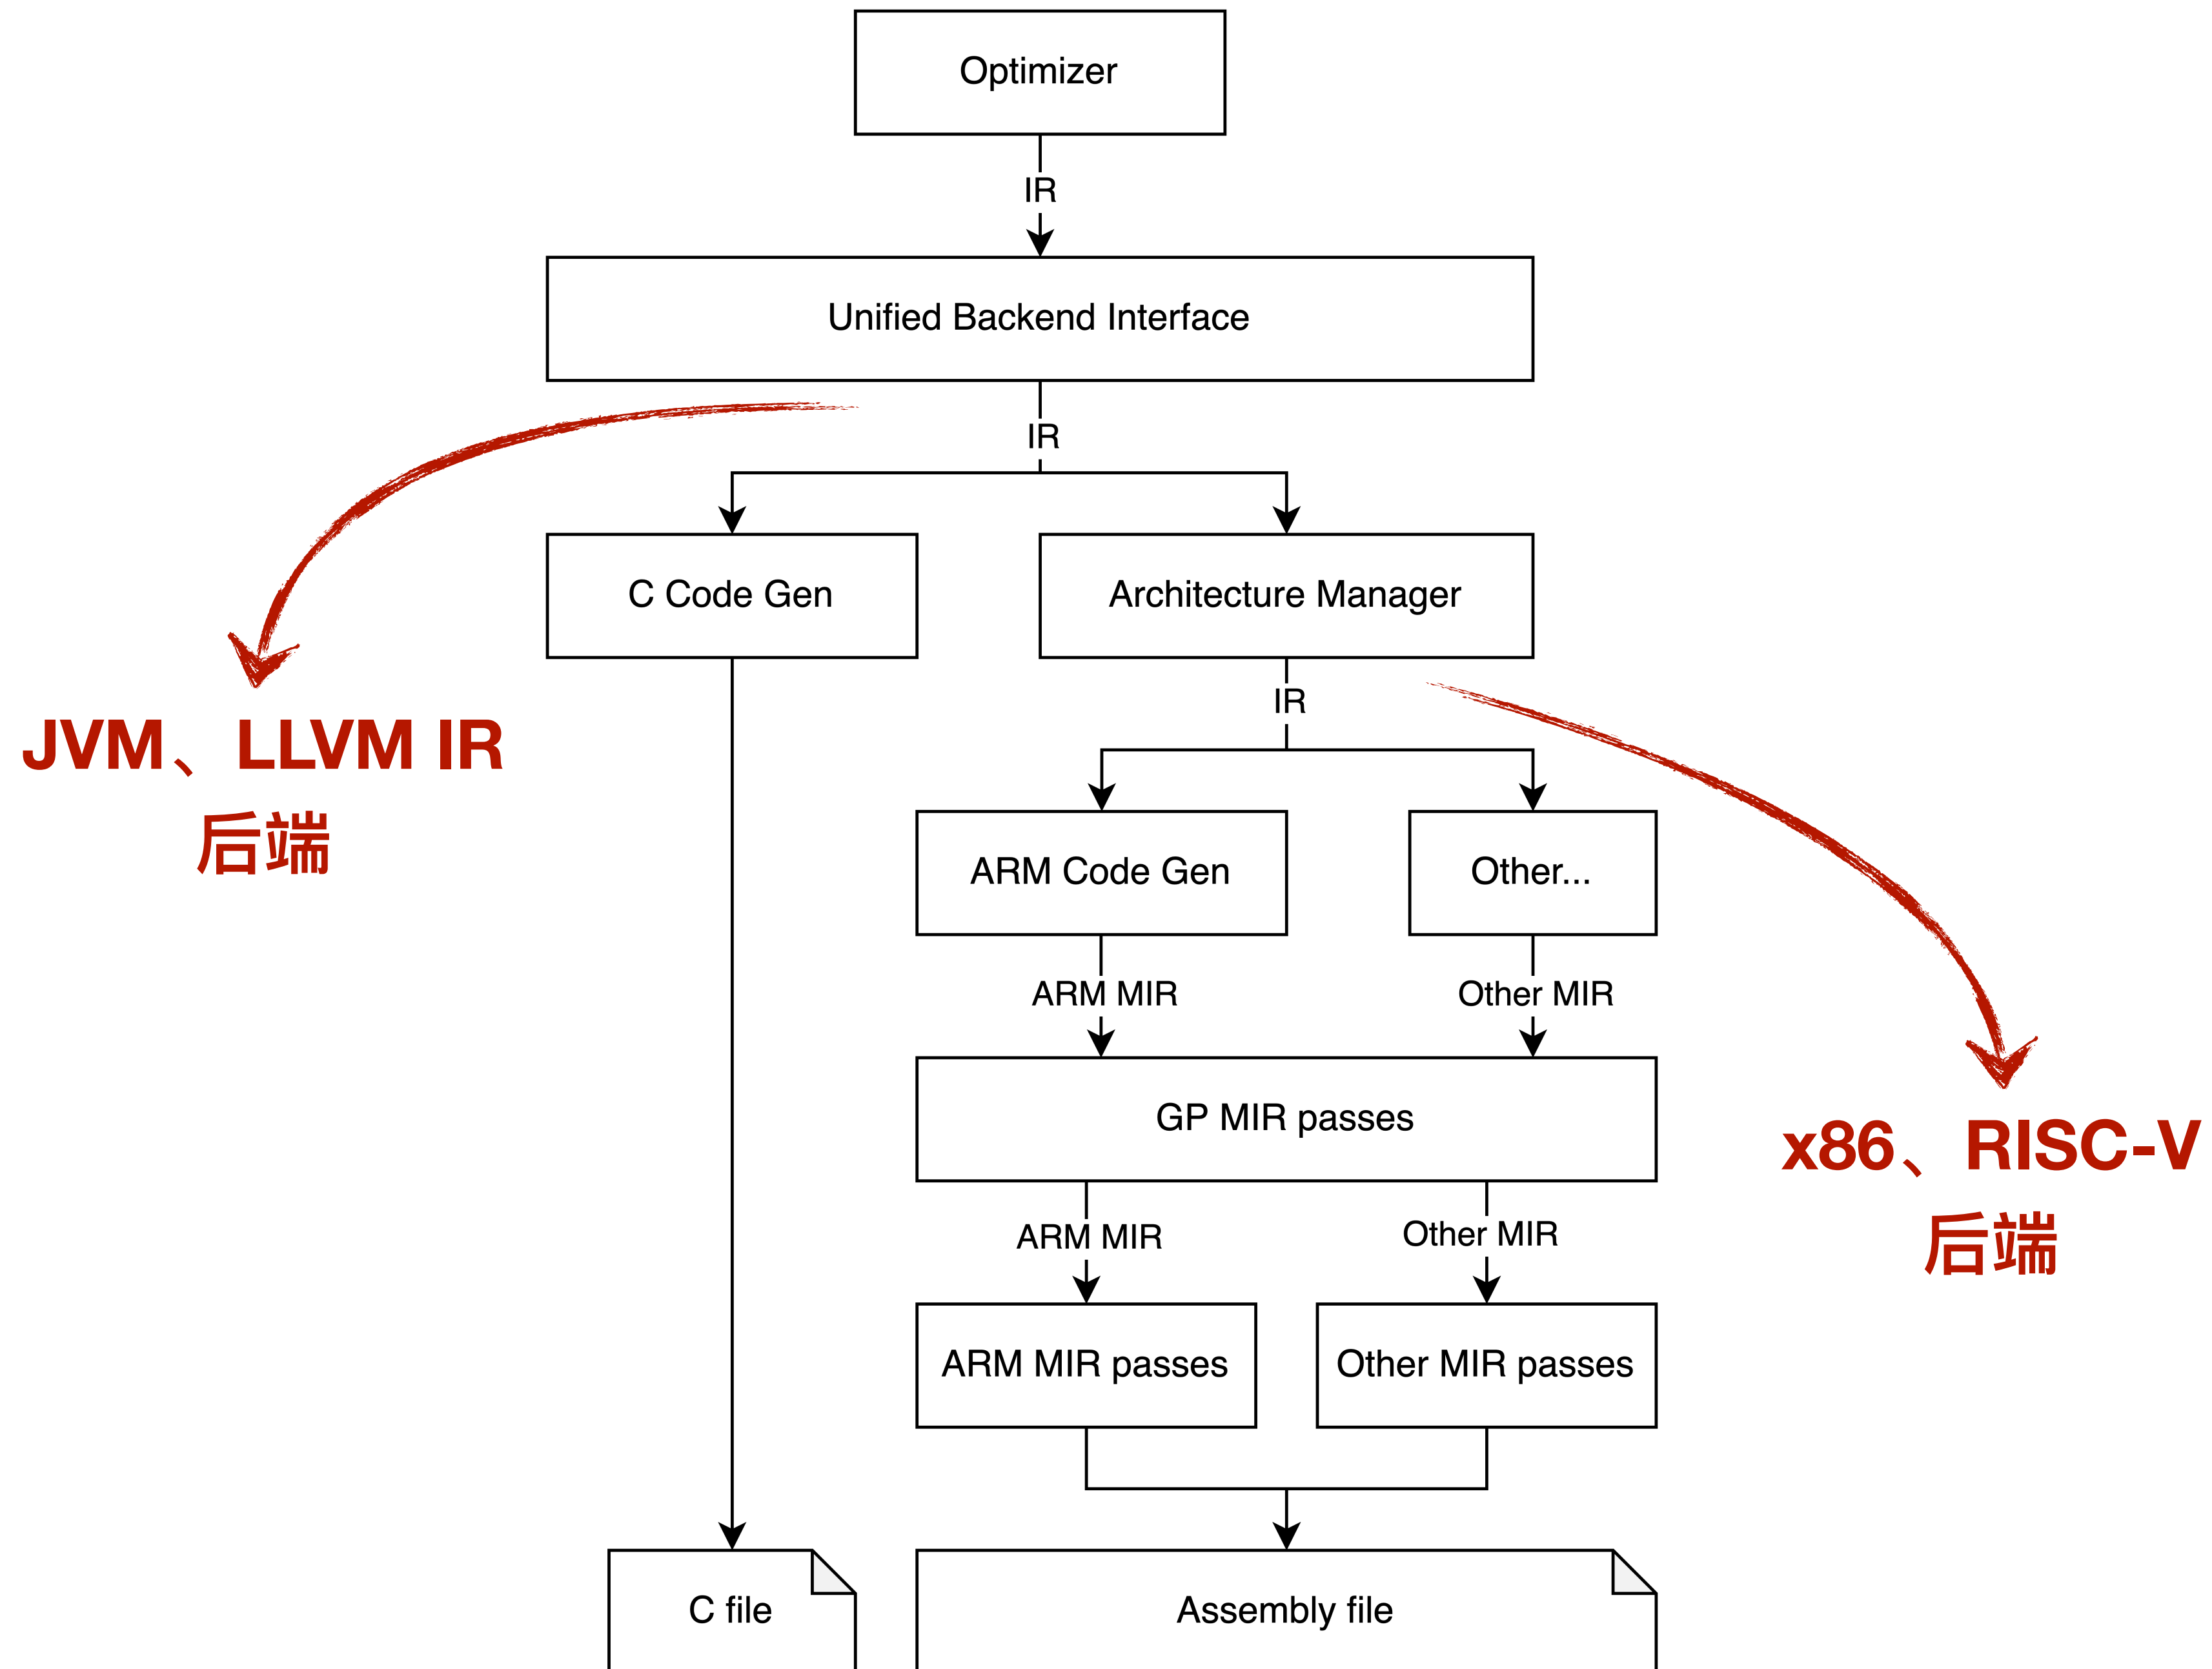 Optimizer
IR
Unified Backend Interface
IR
C Code Gen
Architecture Manager
JVM、LLVM IR
后端
IR
ARM Code Gen
Other...
ARM MIR
Other MIR
GP MIR passes
x86、RISC-V
后端
ARM MIR
Other MIR
ARM MIR passes
Other MIR passes
C file
Assembly file